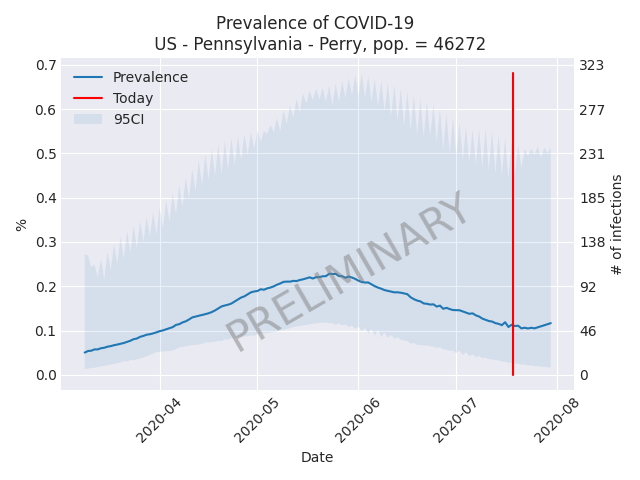 Prevalence of COVID-19
US - Pennsylvania - Perry, pop. = 46272
Prevalence
Today
95CI
PRELIMINARY
%
0.7
0.6
0.5
0.4
0.3
0.2
0.1
0.0
323
277
231
185
138
92
46
0
# of infections
2020-04
2020-05
2020-06
2020-07
2020-08
Date